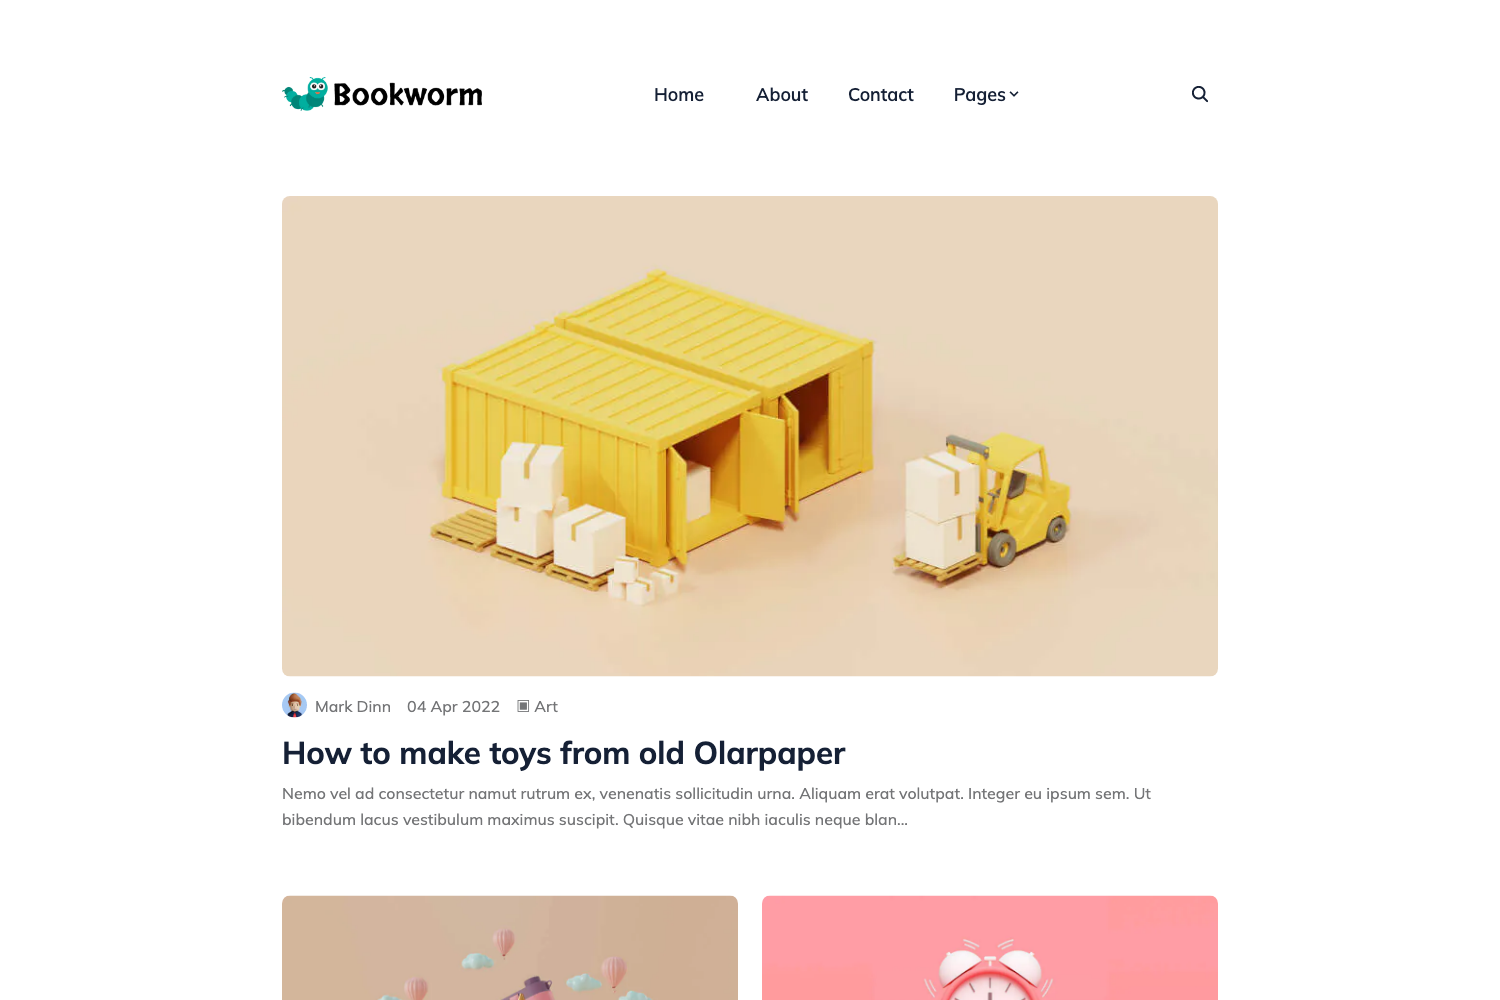 Bookworm
Home About Contact Pages
Mark Dinn 04 Apr 2022 Art
How to make toys from old Olarpaper
Nemo vel ad consectetur namut rutrum ex, venenatis sollicitudin urna. Aliquam erat volutpat. Integer eu ipsum sem. Ut
bibendum lacus vestibulum maximus suscipit. Quisque vitae nibh iaculis neque blan...